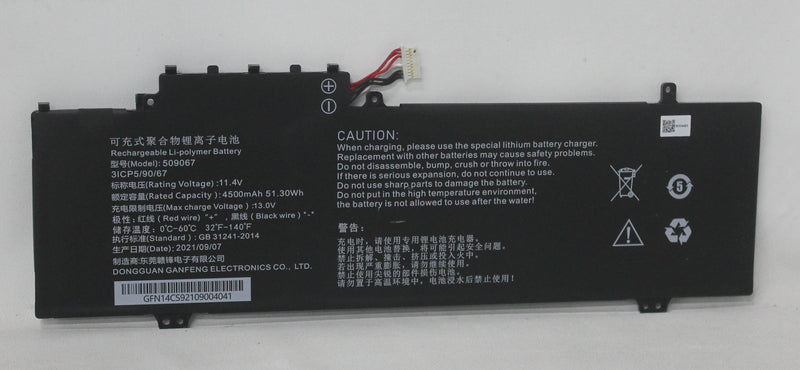 可充式聚合物锂离子电池
Rechargeable Li-polymer Battery
型号(Model):509067
3ICP5/90/67
标称电压(Rating Voltage):11.4V
额定容量(Rated Capacity):4500mAh 51.30Wh
充电限制电压(Max charge Voltage) :13.0V
极性: 红线(Red wire) "+" , 黑线(Black wire) "-"
储存温度: 0°C~60°C 32°F~140°F
执行标准(Standard) : GB 31241-2014
生产日期(Date) : 2021/09/07
制造商:东莞赣锋电子有限公司
DONGGUAN GANFENG ELECTRONICS CO., LTD.
GFN14CS92109004041
CAUTION:
When charging, please use the special lithium battery charger.
Replacement with other batteries may cause safety problems.
Do not disassemble, bump, crush or throw into fire.
If there is serious expansion, do not continue to use.
Do not use sharp parts to damage the battery.
Do not put in the high temperature environment,
the battery is not allowed to use after the water!
警告:
充电时, 请使用专用锂电池充电器。
使用其他电池替换, 将可能引起安全问题。
禁止拆解、撞击、挤压或投入火中。
若出现严重膨胀, 请勿继续使用。
禁止使用尖锐的部件损伤电池。
请勿置于高温环境中, 电池浸水后禁止使用!
5